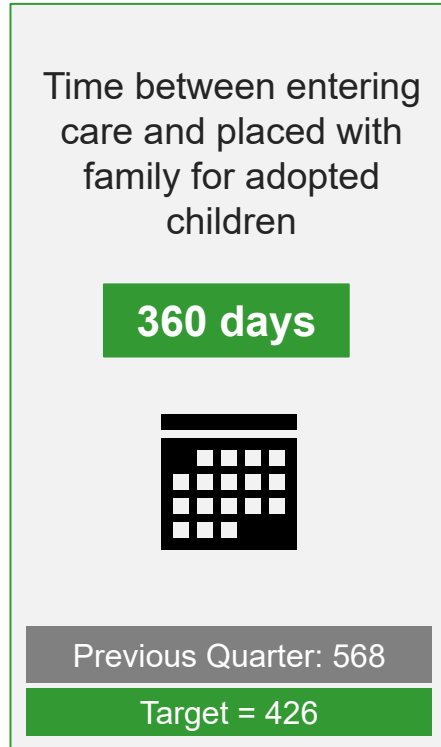 Time between entering
care and placed with
family for adopted
children
360 days
Previous Quarter: 568
Target = 426